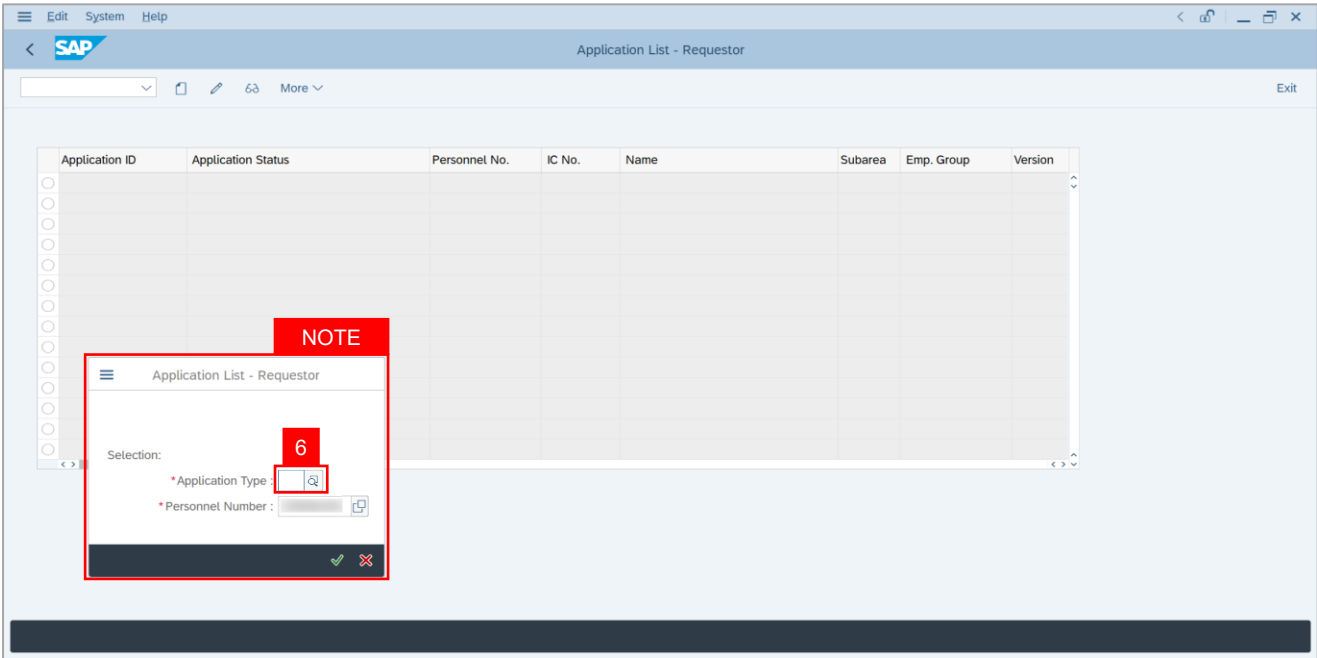 Edit System Help
SAP
Application List - Requestor
More
Exit
Application ID Application Status Personnel No. IC No. Name Subarea Emp. Group Version
NOTE
Application List - Requestor
6
Selection:
*Application Type :
*Personnel Number :